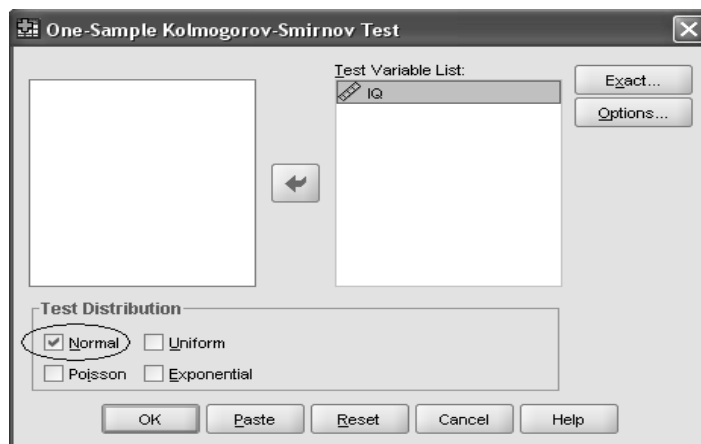 One-Sample Kolmogorov-Smirnov Test
Test Variable List:
IQ
Exact...
Options...
Test Distribution
Normal
Uniform
Poisson
Exponential
OK
Paste
Reset
Cancel
Help